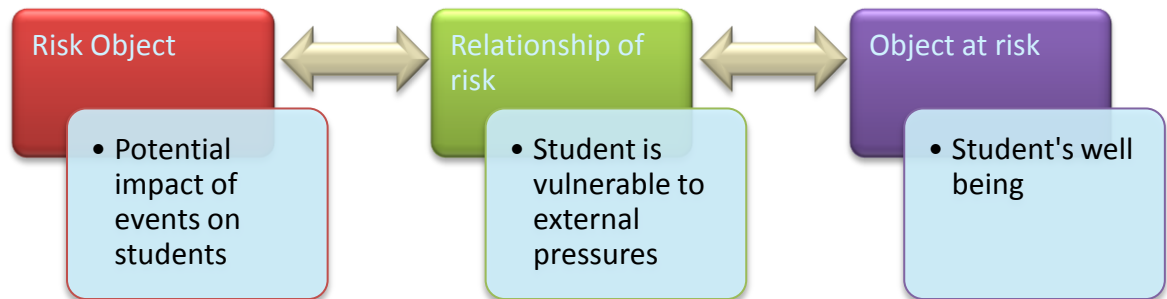 Risk Object
• Potential
impact of
events on
students
Relationship of
risk
• Student is
vulnerable to
external
pressures
Object at risk
• Student's well
being